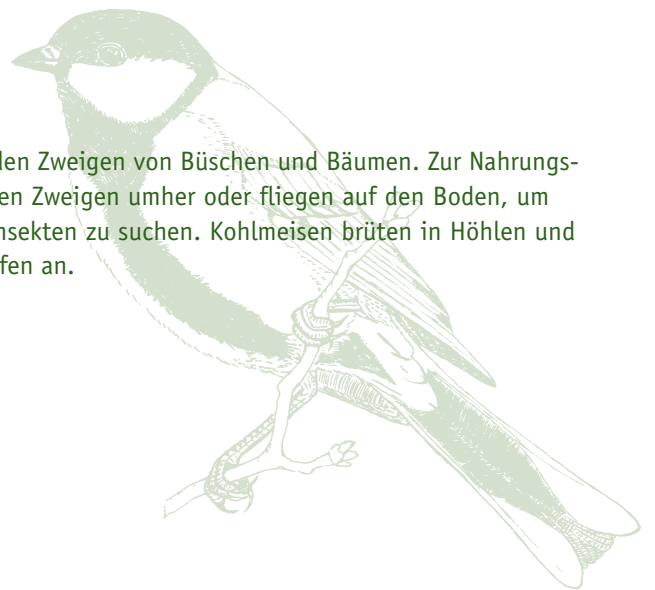 den Zweigen von Büschen und Bäumen. Zur Nahrungs-
en Zweigen umher oder fliegen auf den Boden, um
nsekten zu suchen. Kohlmeisen brüten in Höhlen und
fen an.